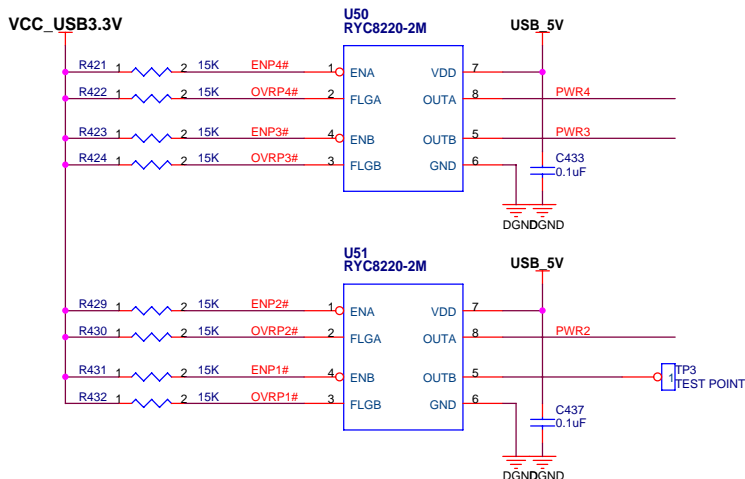 VCC_USB3.3V
U50
RYC8220-2M
USB_5V
R421 1 2 15K ENP4# 1 ENA VDD 7
R422 1 2 15K OVRP4# 2 FLGA OUTA 8 PWR4
R423 1 2 15K ENP3# 4 ENB OUTB 5 PWR3
R424 1 2 15K OVRP3# 3 FLGB GND 6
C433
0.1uF
DGND DGND
U51
RYC8220-2M
USB_5V
R429 1 2 15K ENP2# 1 ENA VDD 7
R430 1 2 15K OVRP2# 2 FLGA OUTA 8 PWR2
R431 1 2 15K ENP1# 4 ENB OUTB 5 1 TP3
TEST POINT
R432 1 2 15K OVRP1# 3 FLGB GND 6
C437
0.1uF
DGND DGND